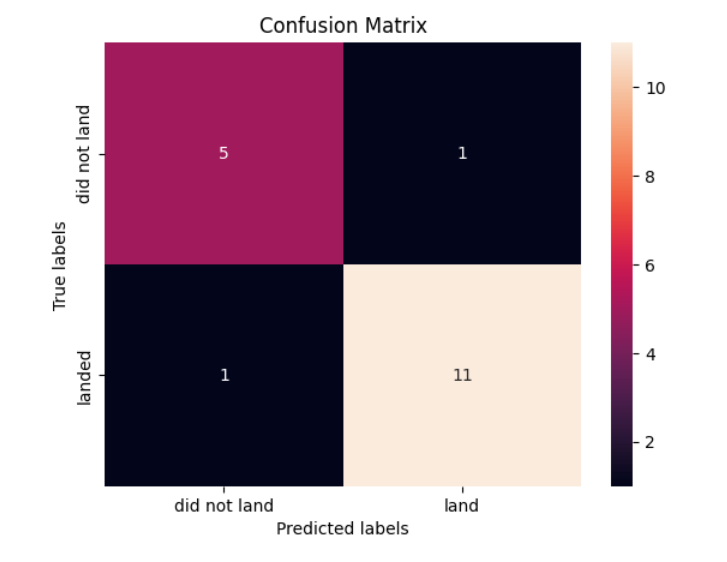 Confusion Matrix
did not land
landed
True labels
5
1
1
11
did not land
land
Predicted labels
10
8
6
4
2